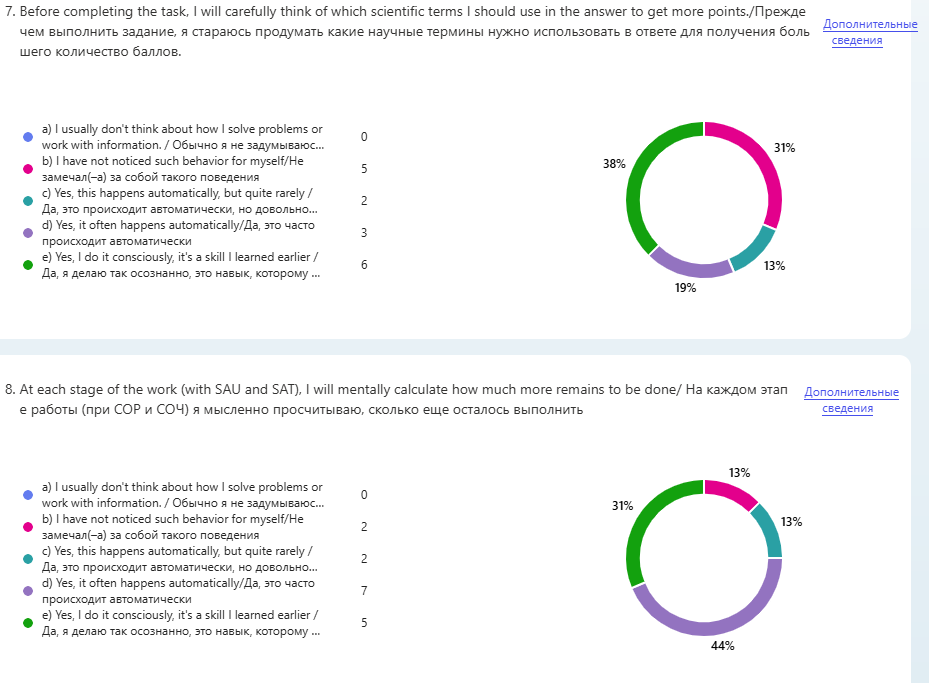 7. Before completing the task, I will carefully think of which scientific terms I should use in the answer to get more points./Прежде
чем выполнить задание, я стараюсь продумать какие научные термины нужно использовать в ответе для получения боль
шего количество баллов.
Дополнительные
сведения
a) I usually don't think about how I solve problems or
work with information. / Обычно я не задумываюс...
0
b) I have not noticed such behavior for myself/Не
замечал(–а) за собой такого поведения
5
c) Yes, this happens automatically, but quite rarely /
Да, это происходит автоматически, но довольно...
2
d) Yes, it often happens automatically/Да, это часто
происходит автоматически
3
e) Yes, I do it consciously, it's a skill I learned earlier /
Да, я делаю так осознанно, это навык, которому ...
6
31%
38%
13%
19%
8. At each stage of the work (with SAU and SAT), I will mentally calculate how much more remains to be done/ На каждом этап
е работы (при СОР и СОЧ) я мысленно просчитываю, сколько еще осталось выполнить
Дополнительные
сведения
a) I usually don't think about how I solve problems or
work with information. / Обычно я не задумываюс...
0
b) I have not noticed such behavior for myself/Не
замечал(–а) за собой такого поведения
2
c) Yes, this happens automatically, but quite rarely /
Да, это происходит автоматически, но довольно...
2
d) Yes, it often happens automatically/Да, это часто
происходит автоматически
7
e) Yes, I do it consciously, it's a skill I learned earlier /
Да, я делаю так осознанно, это навык, которому ...
5
13%
31%
13%
44%